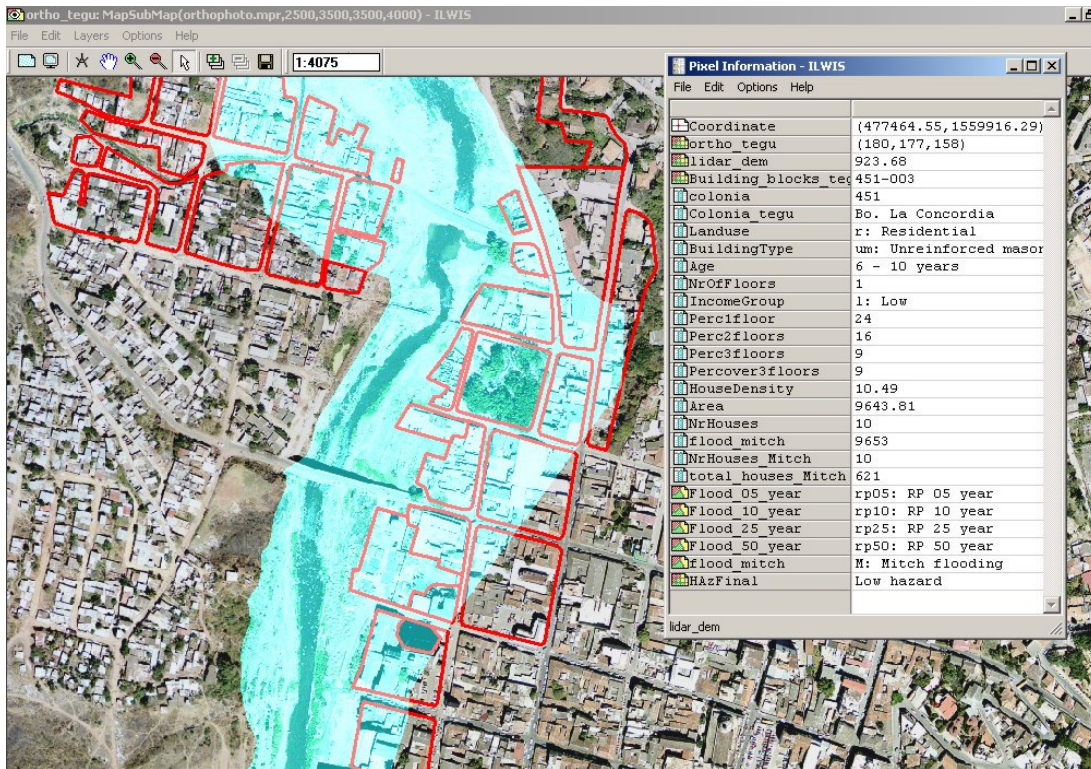 ortho_tegu: MapSubMap(orthophoto.mpr,2500,3500,3500,4000) - ILWIS
File Edit Layers Options Help
1:4075
Pixel Information - ILWIS
File Edit Options Help
Coordinate (477464.55,1559916.29)
ortho_tegu (180,177,158)
lidar_dem 923.68
Building_blocks_teg 451-003
colonia 451
Colonia_tegu Bo. La Concordia
Landuse r: Residential
BuildingType um: Unreinforced mason
Age 6 - 10 years
NrOfFloors 1
IncomeGroup l: Low
Perc1floor 24
Perc2floors 16
Perc3floors 9
Percover3floors 9
HouseDensity 10.49
Area 9643.81
NrHouses 10
flood_mitch 9653
NrHouses_Mitch 10
total_houses_Mitch 621
Flood_05_year rp05: RP 05 year
Flood_10_year rp10: RP 10 year
Flood_25_year rp25: RP 25 year
Flood_50_year rp50: RP 50 year
flood_mitch M: Mitch flooding
HAzFinal Low hazard
lidar_dem